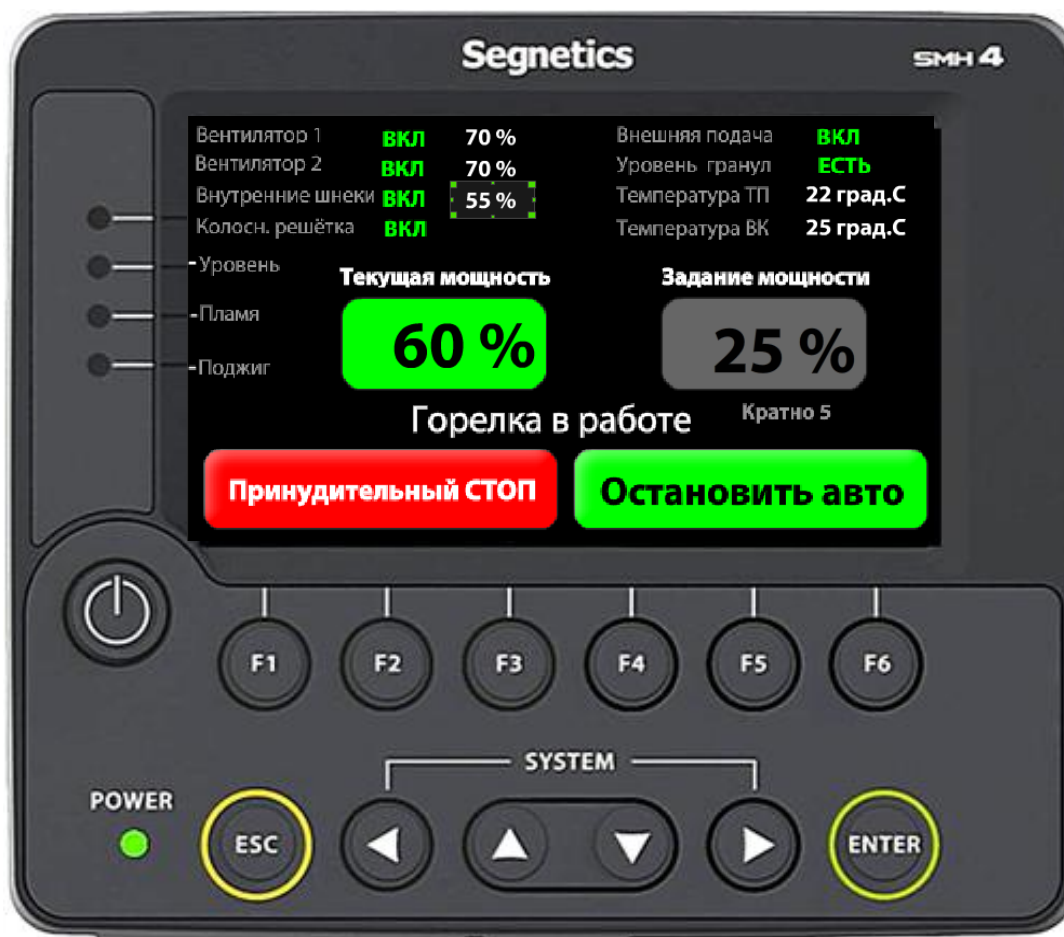 Segnetics
SMH 4
Вентилятор 1 ВКЛ 70 % Внешняя подача ВКЛ
Вентилятор 2 ВКЛ 70 % Уровень гранул ЕСТЬ
Внутренние шнеки ВКЛ 55 % Температура ТП 22 град.С
Колосн. решётка ВКЛ Температура ВК 25 град.С
-Уровень
Текущая мощность Задание мощности
-Пламя
60 % 25 %
-Поджиг
Горелка в работе Кратно 5
Принудительный СТОП Остановить авто
F1 F2 F3 F4 F5 F6
SYSTEM
POWER
ESC ENTER